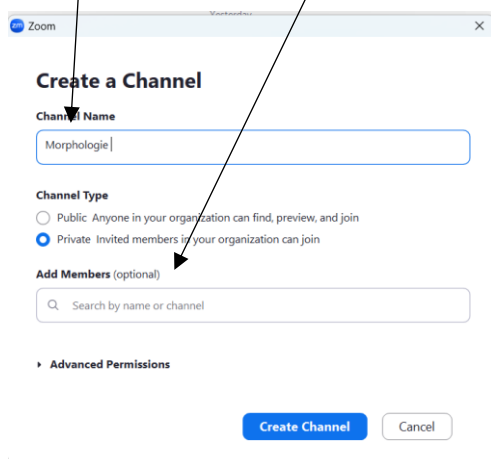 Yesterday
zm Zoom
Create a Channel
Channel Name
Morphologie
Channel Type
Public Anyone in your organization can find, preview, and join
Private Invited members in your organization can join
Add Members (optional)
Search by name or channel
Advanced Permissions
Create Channel Cancel